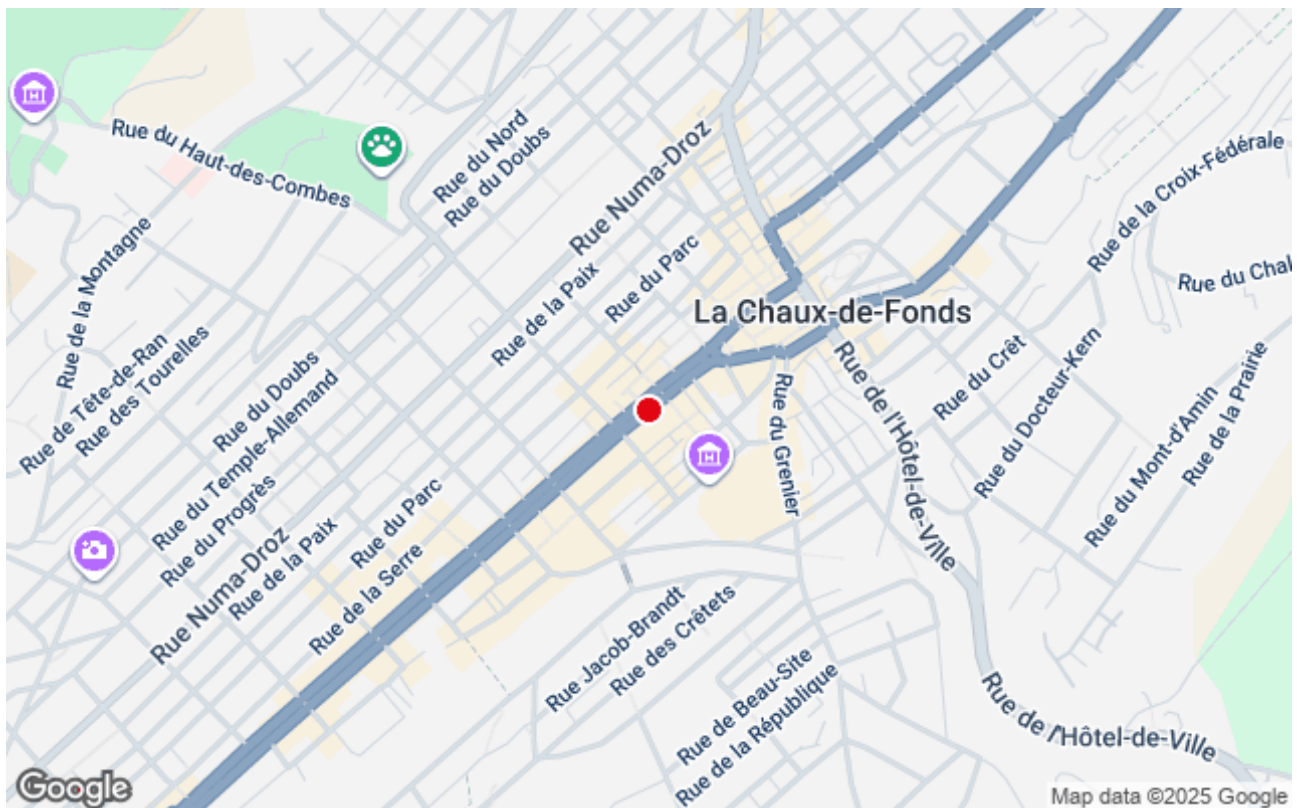 Rue du Haut-des-Combes
Rue du Nord
Rue du Doubs
Rue Numa-Droz
Rue de la Croix-Fédérale
Rue de la Montagne
Rue de la Paix
Rue du Parc
Rue du Chal
La Chaux-de-Fonds
Rue de Tête-de-Ran
Rue des Tourelles
Rue du Doubs
Rue du Temple-Allemand
Rue du Progrès
Rue Numa-Droz
Rue de la Paix
Rue du Parc
Rue de la Serre
Rue du Grenier
Rue de l'Hôtel-de-Ville
Rue du Crêt
Rue du Docteur-Kern
Rue du Mont-d'Amin
Rue de la Prairie
Rue Jacob-Brandt
Rue des Crêtets
Rue de Beau-Site
Rue de la République
Rue de l'Hôtel-de-Ville
Google
Map data ©2025 Google